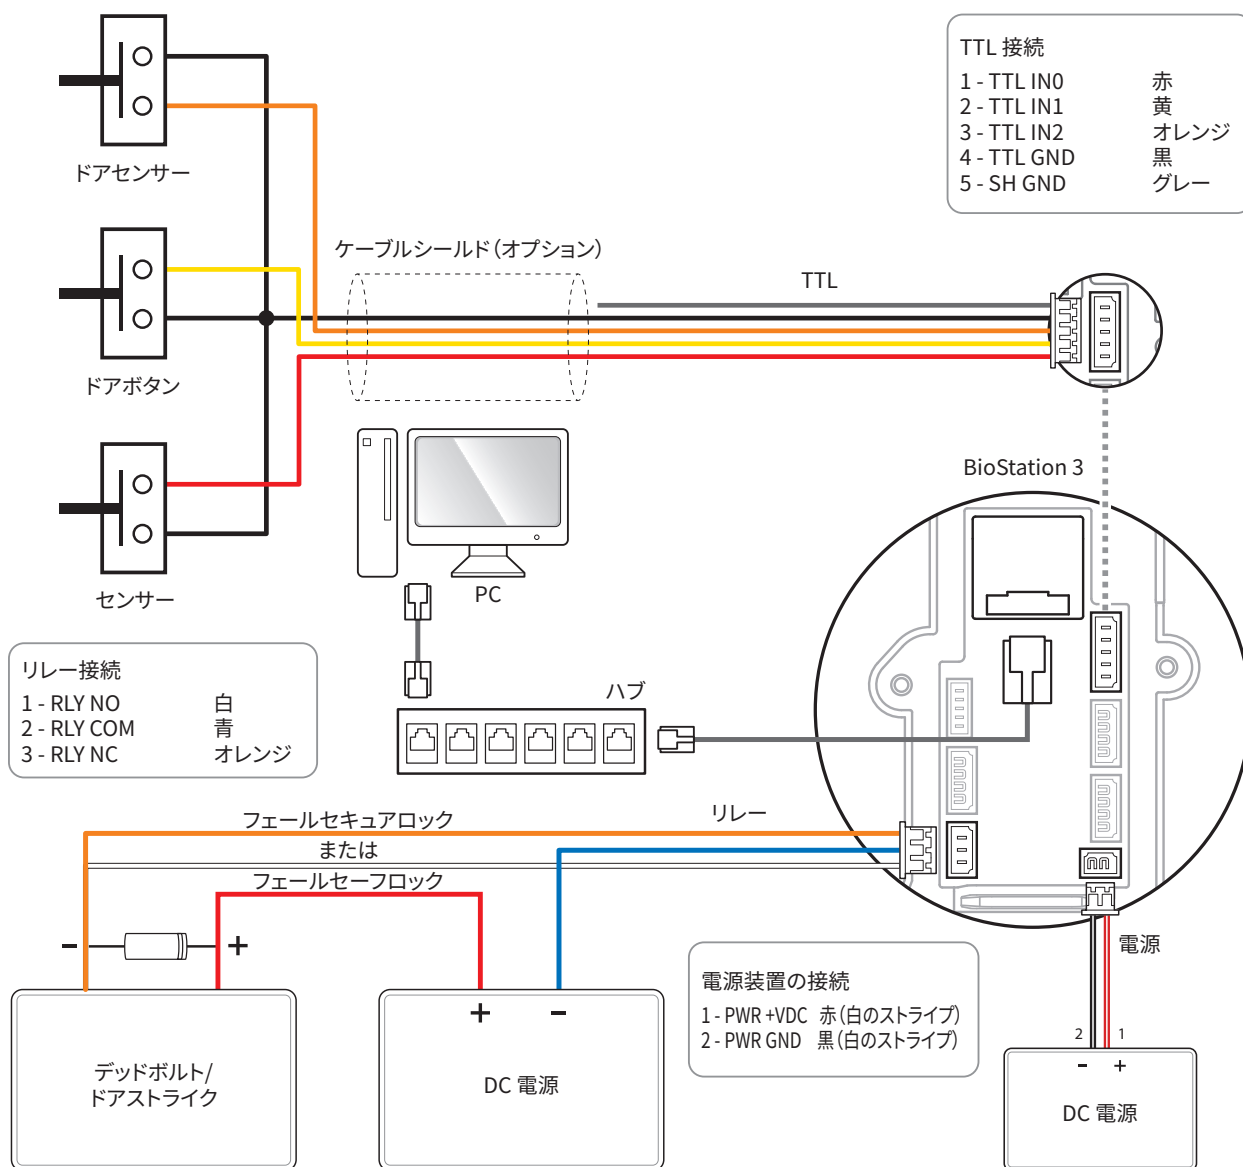 TTL 接続
1 - TTL IN0 赤
2 - TTL IN1 黄
3 - TTL IN2 オレンジ
4 - TTL GND 黒
5 - SH GND グレー
ドアセンサー
ケーブルシールド(オプション)
TTL
ドアボタン
BioStation 3
センサー
PC
リレー接続
1 - RLY NO 白
2 - RLY COM 青
3 - RLY NC オレンジ
ハブ
フェールセキュアロック
リレー
または
フェールセーフロック
- +
電源
電源装置の接続
1 - PWR +VDC 赤(白のストライプ)
2 - PWR GND 黒(白のストライプ)
+ -
2 1
- +
デッドボルト/
ドアストライク
DC 電源
DC 電源